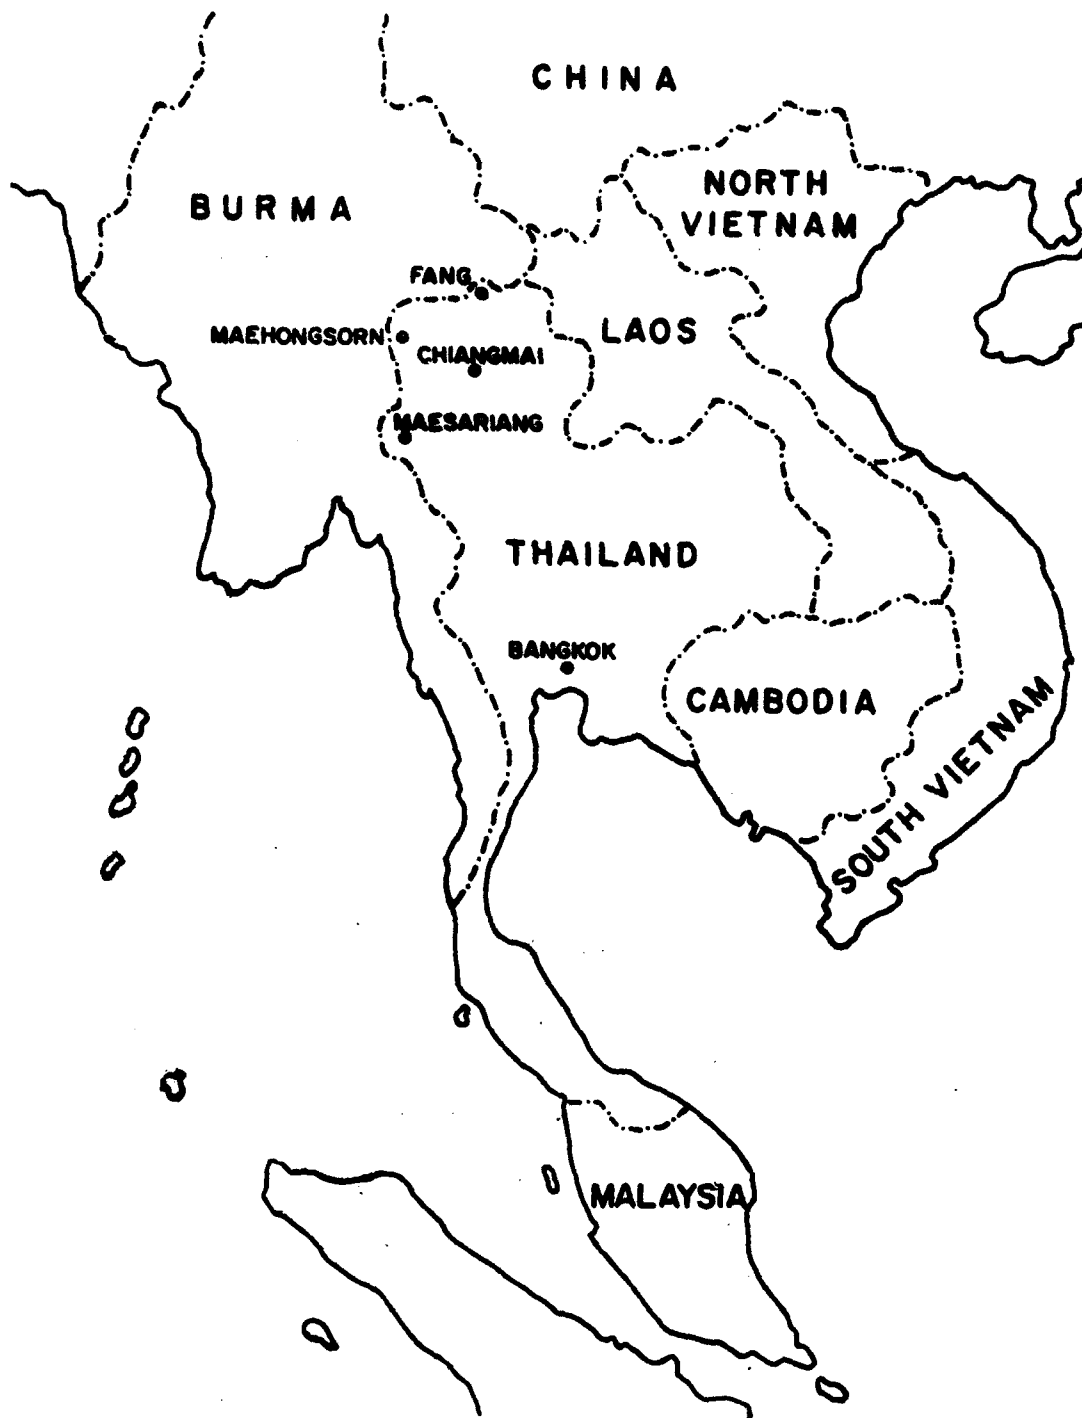 CHINA
NORTH
VIETNAM
BURMA
FANG
MAEHONGSORN
LAOS
CHIANGMAI
MAESARIANG
THAILAND
BANGKOK
CAMBODIA
SOUTH VIETNAM
MALAYSIA